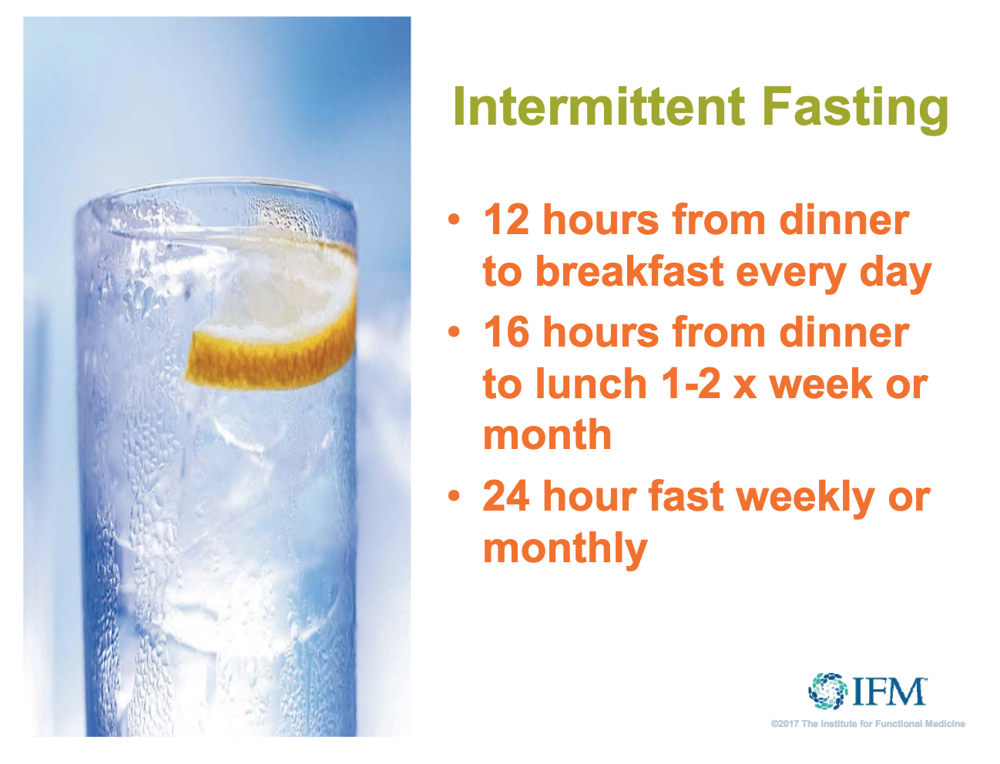 Intermittent Fasting
• 12 hours from dinner
to breakfast every day
• 16 hours from dinner
to lunch 1-2 x week or
month
• 24 hour fast weekly or
monthly
IFM™
©2017 The Institute for Functional Medicine